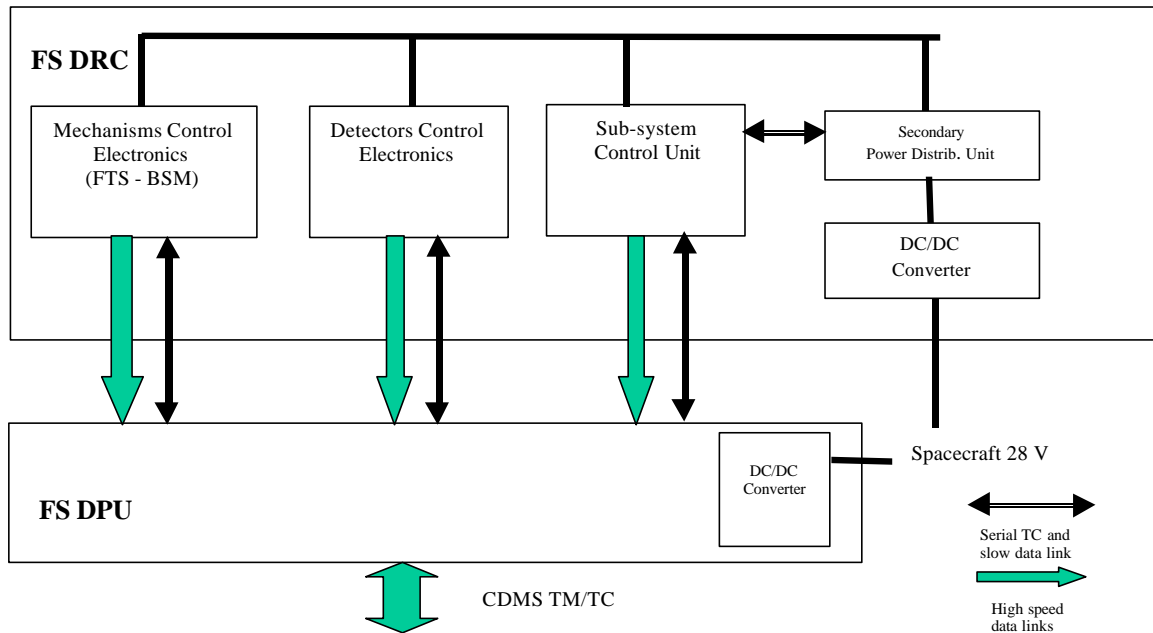 FS DRC
Mechanisms Control
Electronics
(FTS - BSM)
Detectors Control
Electronics
Sub-system
Control Unit
Secondary
Power Distrib. Unit
DC/DC
Converter
Spacecraft 28 V
DC/DC
Converter
FS DPU
Serial TC and
slow data link
CDMS TM/TC
High speed
data links